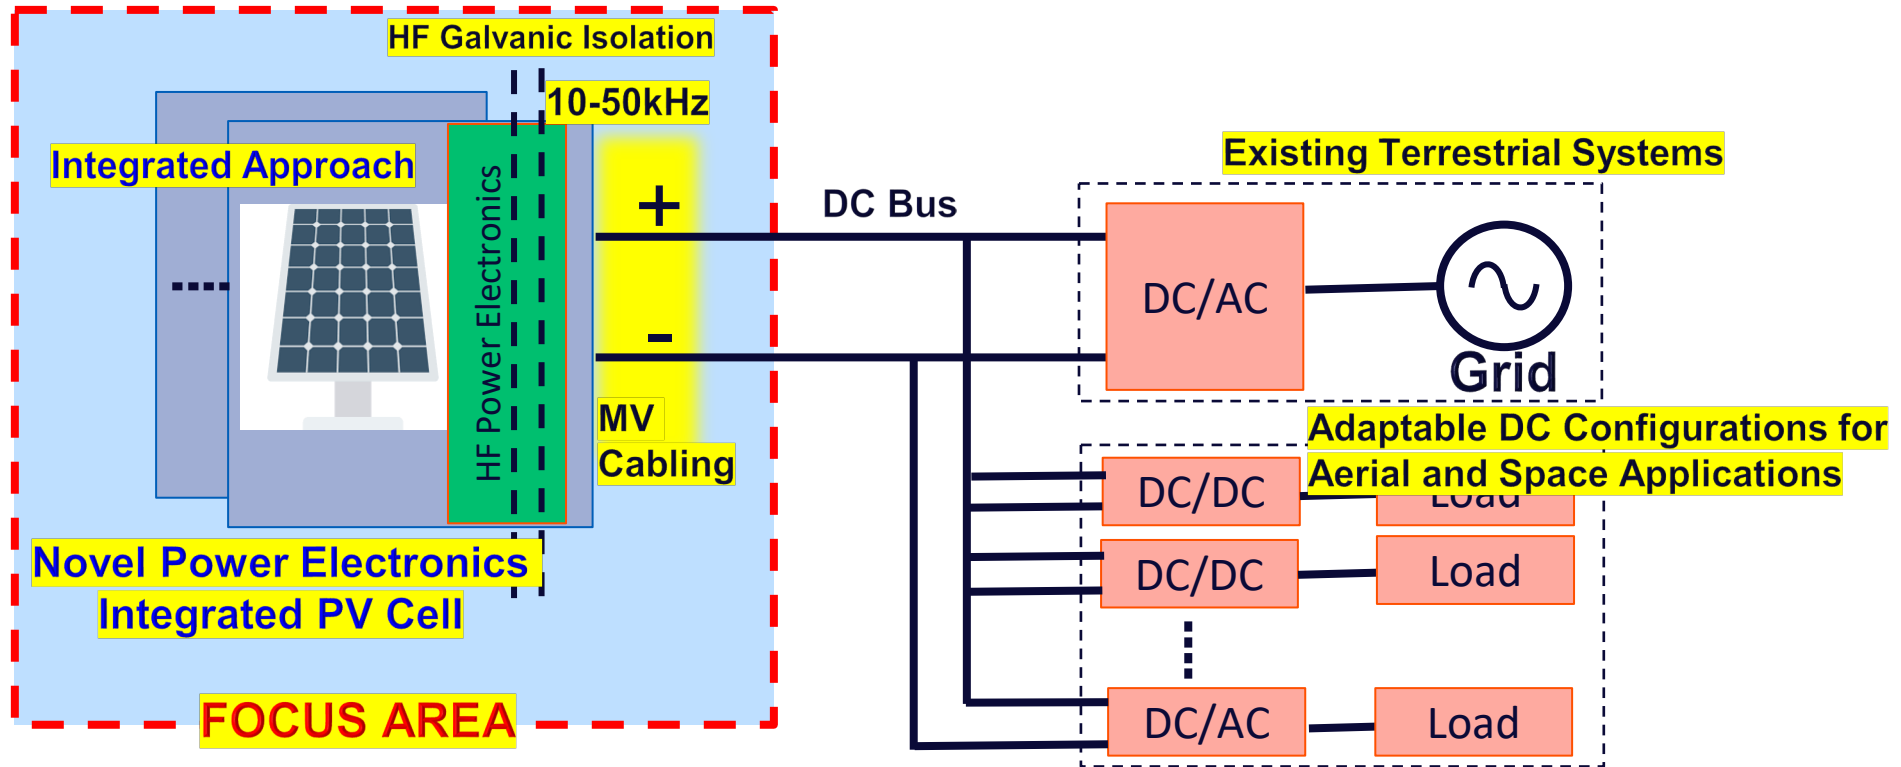 HF Galvanic Isolation
10-50kHz
Integrated Approach
HF Power Electronics
+
-
MV
Cabling
Novel Power Electronics
Integrated PV Cell
FOCUS AREA
DC Bus
Existing Terrestrial Systems
DC/AC
Grid
Adaptable DC Configurations for
Aerial and Space Applications
DC/DC
Load
DC/DC
Load
DC/AC
Load